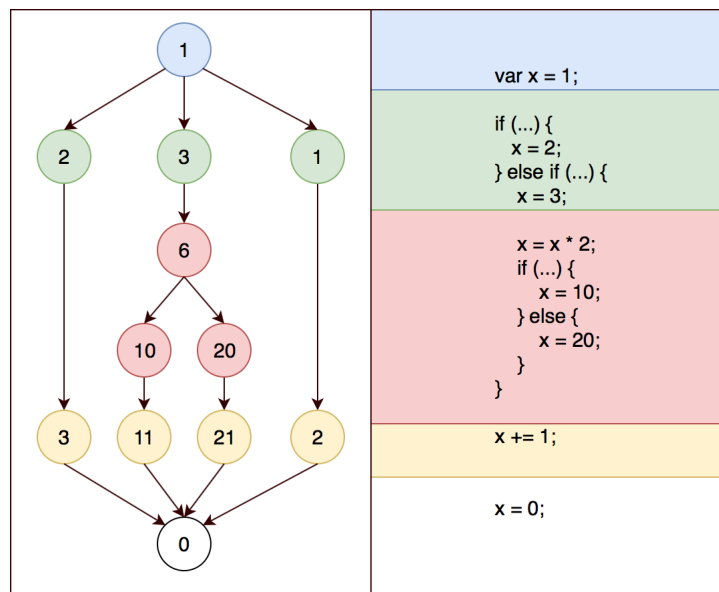 1
var x = 1;
2 3 1
if (...) {
x = 2;
} else if (...) {
x = 3;
6
x = x * 2;
if (...) {
x = 10;
10 20
} else {
x = 20;
}
}
3 11 21 2
x += 1;
0
x = 0;